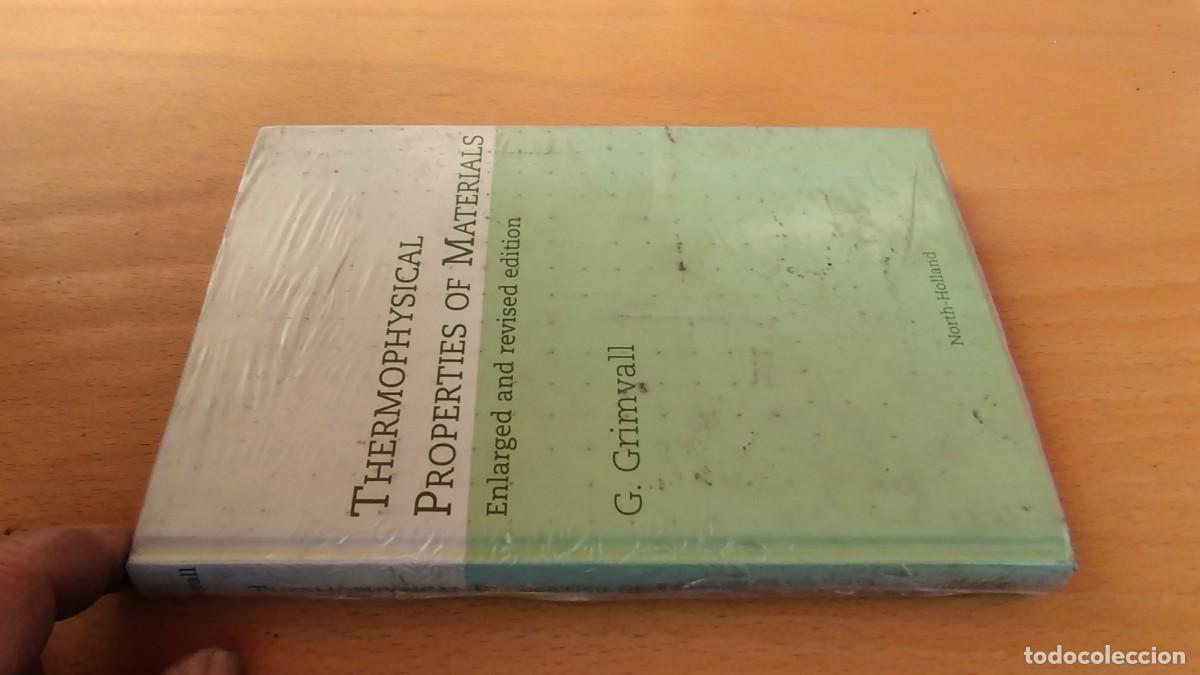 THERMOPHYSICAL
PROPERTIES OF MATERIALS
Enlarged and revised edition
G. Grimvall
North-Holland
todocoleccion